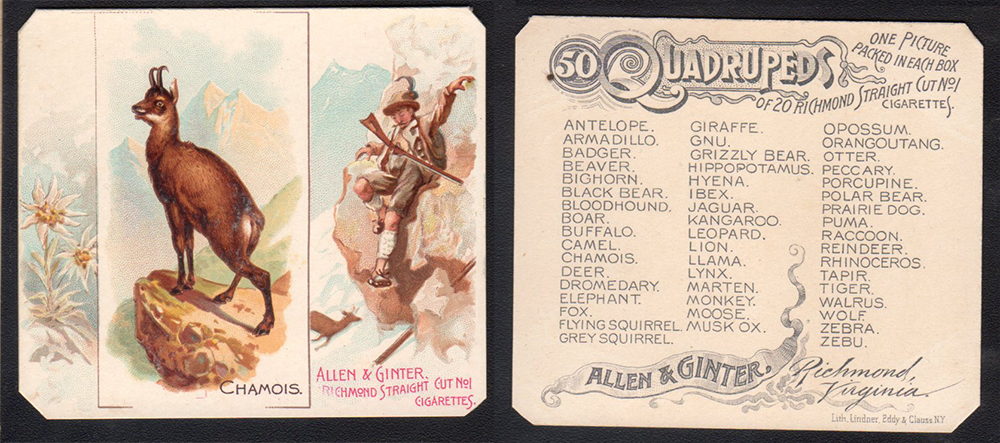 CHAMOIS.
ALLEN & GINTER.
RICHMOND STRAIGHT CUT No1
CIGARETTES.
50 QUADRUPEDS
ONE PICTURE
PACKED IN EACH BOX
OF 20 RICHMOND STRAIGHT CUT No1
CIGARETTES.
ANTELOPE.
ARMADILLO.
BADGER.
BEAVER.
BIGHORN.
BLACK BEAR.
BLOODHOUND.
BOAR.
BUFFALO.
CAMEL.
CHAMOIS.
DEER.
DROMEDARY.
ELEPHANT.
FOX.
FLYING SQUIRREL.
GREY SQUIRREL.
GIRAFFE.
GNU.
GRIZZLY BEAR.
HIPPOPOTAMUS.
HYENA.
IBEX.
JAGUAR.
KANGAROO.
LEOPARD.
LION.
LLAMA.
LYNX.
MARTEN.
MONKEY.
MOOSE.
MUSK OX.
OPOSSUM.
ORANGOUTANG.
OTTER.
PECCARY.
PORCUPINE.
POLAR BEAR.
PRAIRIE DOG.
PUMA.
RACCOON.
REINDEER.
RHINOCEROS.
TAPIR.
TIGER.
WALRUS.
WOLF.
ZEBRA.
ZEBU.
ALLEN & GINTER.
Richmond,
Virginia.
Lith. Lindner, Eddy & Clauss N.Y.